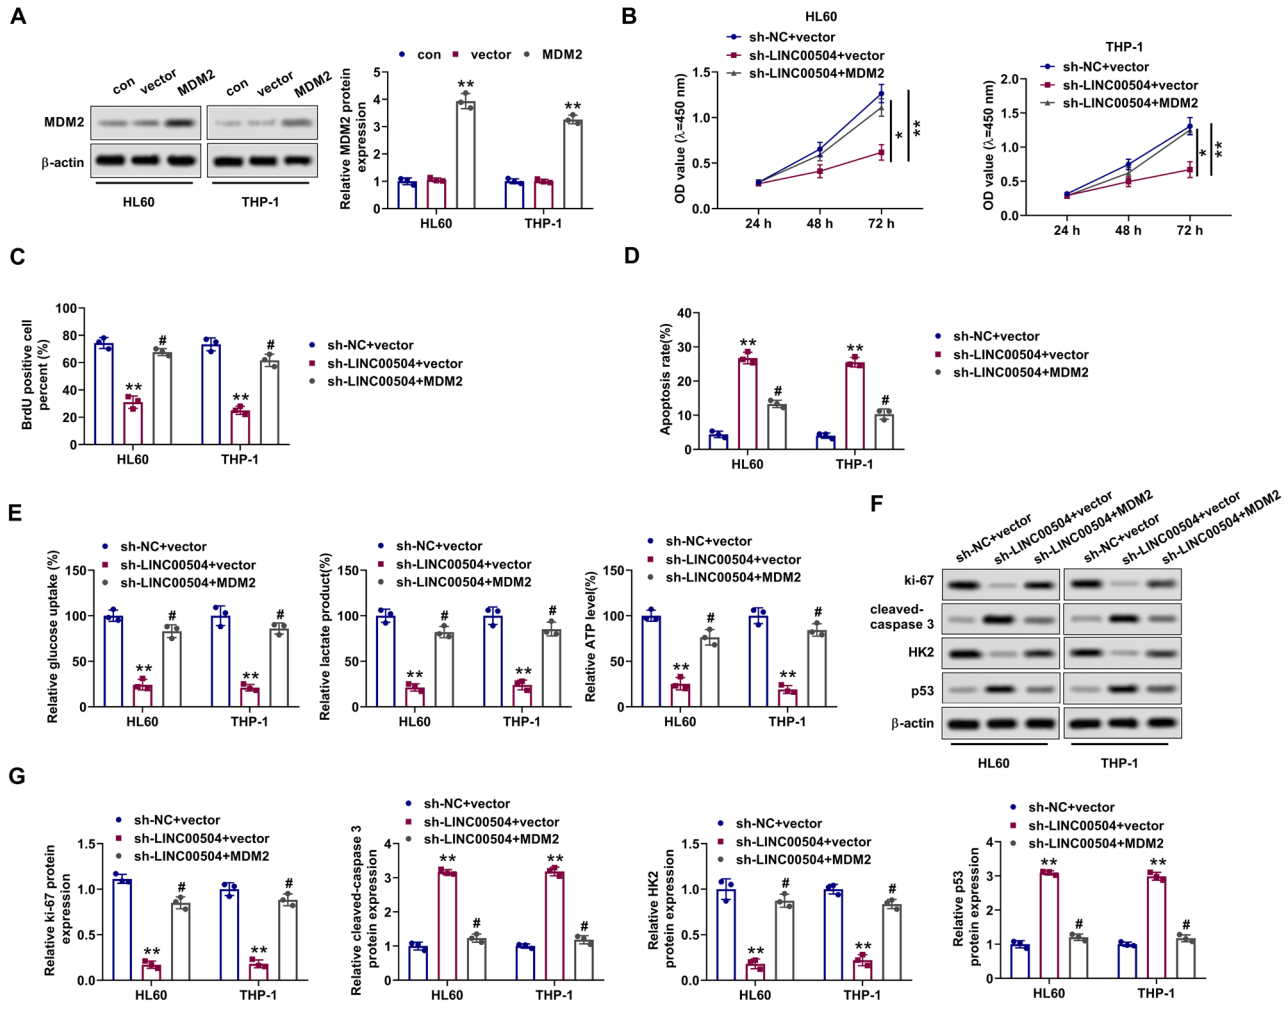 A
con
vector
MDM2
con
vector
MDM2
MDM2
β-actin
HL60
THP-1
con
vector
MDM2
Relative MDM2 protein
expression
5
4
3
2
1
0
**
**
HL60
THP-1
B
HL60
sh-NC+vector
sh-LINC00504+vector
sh-LINC00504+MDM2
OD value (λ=450 nm)
1.5
1.0
0.5
0.0
*
**
24 h
48 h
72 h
THP-1
sh-NC+vector
sh-LINC00504+vector
sh-LINC00504+MDM2
OD value (λ=450 nm)
2.0
1.5
1.0
0.5
0.0
*
**
24 h
48 h
72 h
C
BrdU positive cell
percent (%)
100
80
60
40
20
0
**
#
**
#
HL60
THP-1
sh-NC+vector
sh-LINC00504+vector
sh-LINC00504+MDM2
D
Apoptosis rate(%)
40
30
20
10
0
**
#
**
#
HL60
THP-1
sh-NC+vector
sh-LINC00504+vector
sh-LINC00504+MDM2
E
sh-NC+vector
sh-LINC00504+vector
sh-LINC00504+MDM2
Relative glucose uptake (%)
150
100
50
0
**
#
**
#
HL60
THP-1
sh-NC+vector
sh-LINC00504+vector
sh-LINC00504+MDM2
Relative lactate product(%)
150
100
50
0
**
#
**
#
HL60
THP-1
sh-NC+vector
sh-LINC00504+vector
sh-LINC00504+MDM2
Relative ATP level(%)
150
100
50
0
**
#
**
#
HL60
THP-1
F
sh-NC+vector
sh-LINC00504+vector
sh-LINC00504+MDM2
sh-NC+vector
sh-LINC00504+vector
sh-LINC00504+MDM2
ki-67
cleaved-
caspase 3
HK2
p53
β-actin
HL60
THP-1
G
sh-NC+vector
sh-LINC00504+vector
sh-LINC00504+MDM2
Relative ki-67 protein
expression
1.5
1.0
0.5
0.0
**
#
**
#
HL60
THP-1
sh-NC+vector
sh-LINC00504+vector
sh-LINC00504+MDM2
Relative cleaved-caspase 3
protein expression
4
3
2
1
0
**
#
**
#
HL60
THP-1
sh-NC+vector
sh-LINC00504+vector
sh-LINC00504+MDM2
Relative HK2
protein expression
1.5
1.0
0.5
0.0
**
#
**
#
HL60
THP-1
sh-NC+vector
sh-LINC00504+vector
sh-LINC00504+MDM2
Relative p53
protein expression
4
3
2
1
0
**
#
**
#
HL60
THP-1